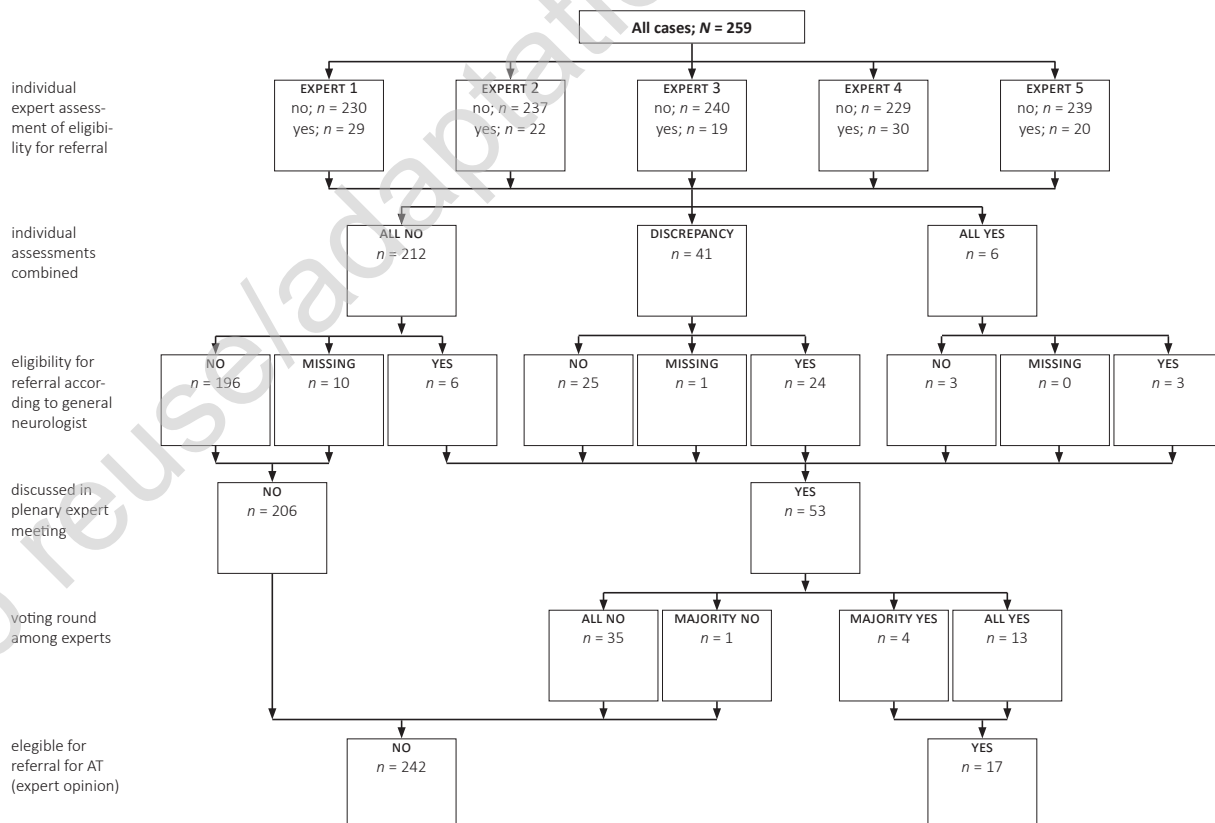 All cases; N = 259
individual
expert assess-
ment of eligibi-
lity for referral
EXPERT 1
no; n = 230
yes; n = 29
EXPERT 2
no; n = 237
yes; n = 22
EXPERT 3
no; n = 240
yes; n = 19
EXPERT 4
no; n = 229
yes; n = 30
EXPERT 5
no; n = 239
yes; n = 20
individual
assessments
combined
ALL NO
n = 212
DISCREPANCY
n = 41
ALL YES
n = 6
eligibility for
referral accor-
ding to general
neurologist
NO
n = 196
MISSING
n = 10
YES
n = 6
NO
n = 25
MISSING
n = 1
YES
n = 24
NO
n = 3
MISSING
n = 0
YES
n = 3
discussed in
plenary expert
meeting
NO
n = 206
YES
n = 53
voting round
among experts
ALL NO
n = 35
MAJORITY NO
n = 1
MAJORITY YES
n = 4
ALL YES
n = 13
elegible for
referral for AT
(expert opinion)
NO
n = 242
YES
n = 17
o reuse/adaptatio